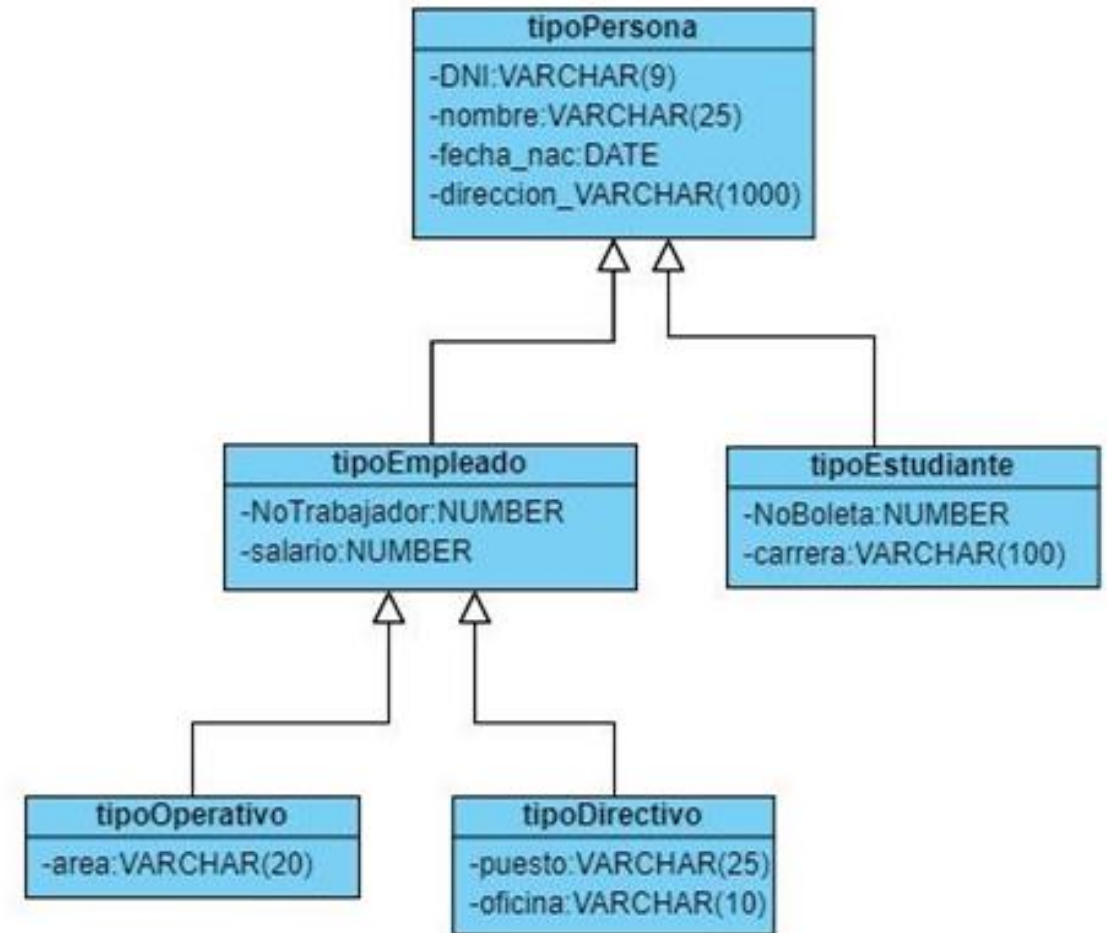 tipoPersona
-DNI:VARCHAR(9)
-nombre:VARCHAR(25)
-fecha_nac:DATE
-direccion_VARCHAR(1000)
tipoEmpleado
-NoTrabajador:NUMBER
-salario:NUMBER
tipoEstudiante
-NoBoleta:NUMBER
-carrera:VARCHAR(100)
tipoOperativo
-area:VARCHAR(20)
tipoDirectivo
-puesto:VARCHAR(25)
-oficina:VARCHAR(10)